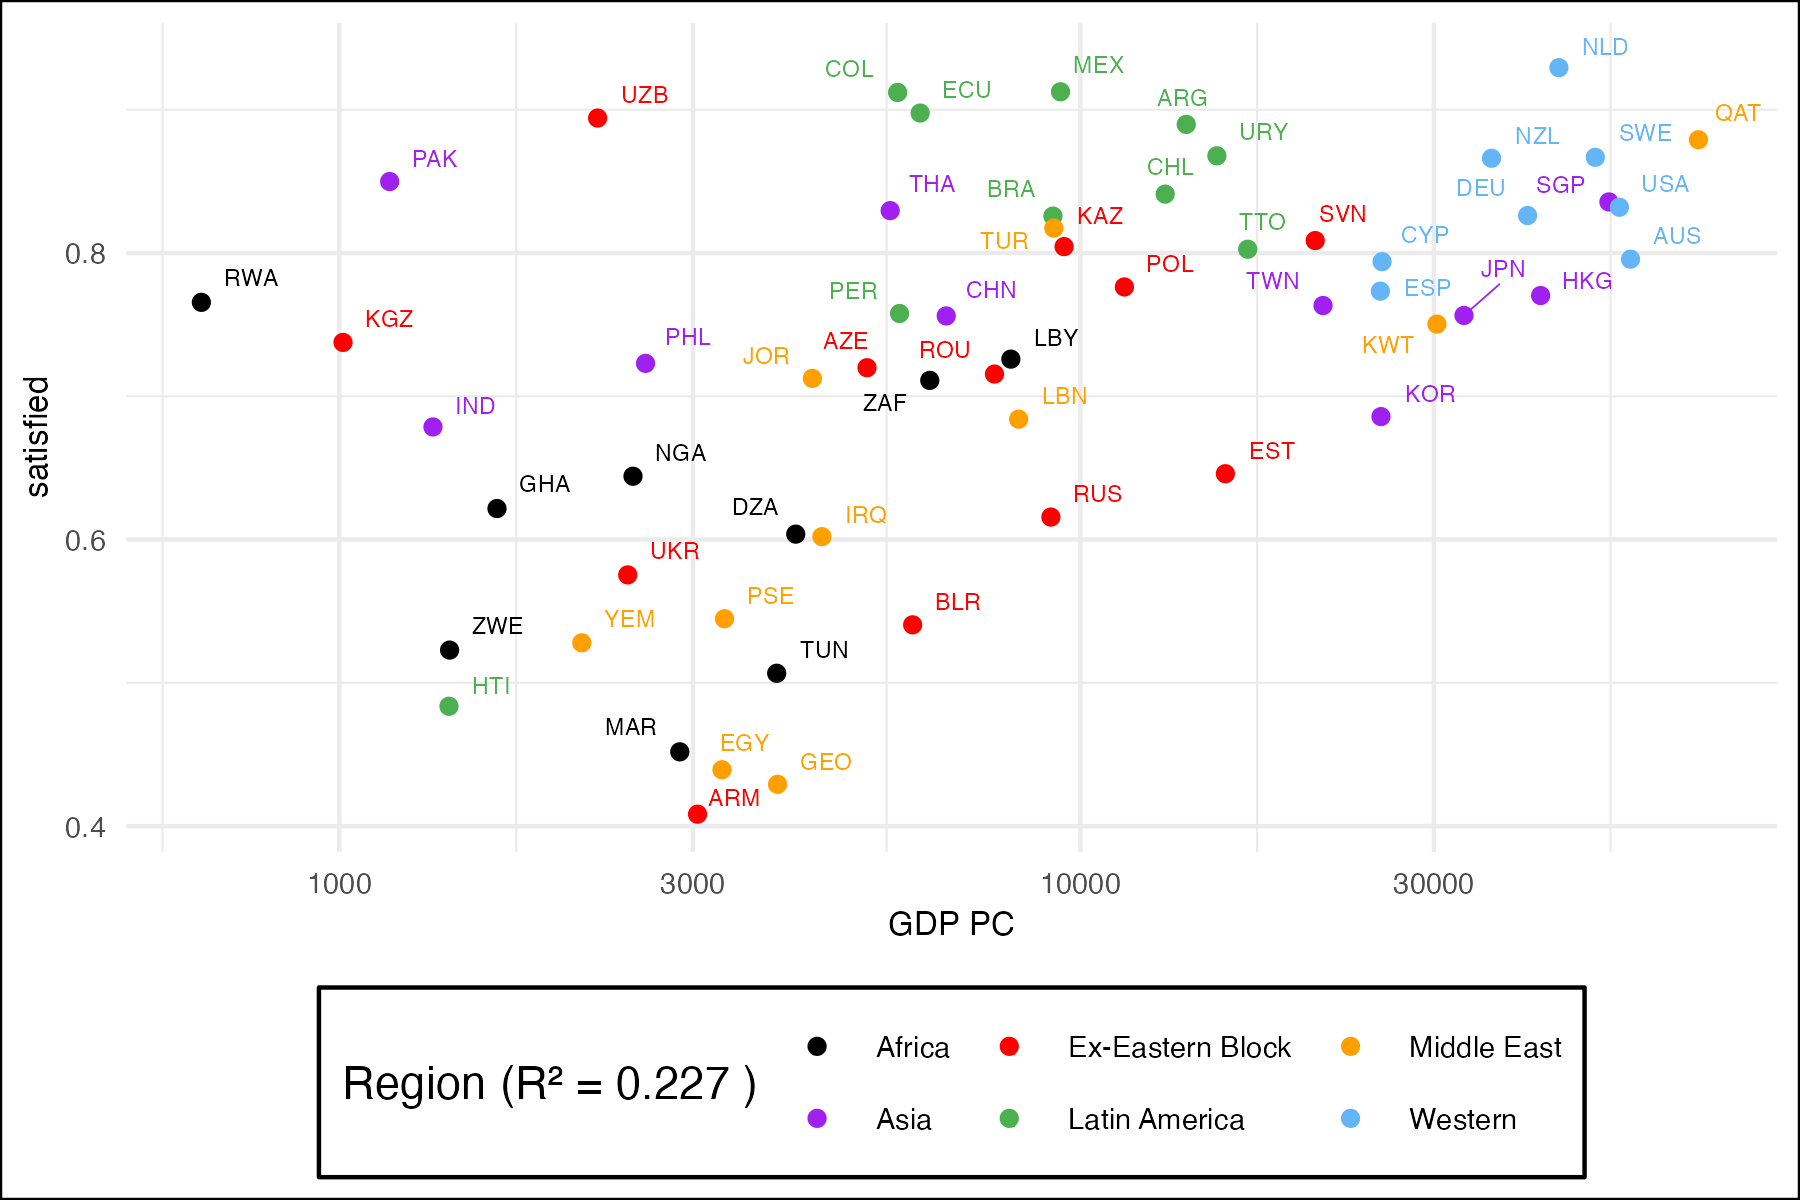 NLD
COL
MEX
UZB
ECU
ARG
QAT
URY
NZL
SWE
PAK
CHL
THA
BRA
DEU
SGP
USA
KAZ
SVN
TTO
TUR
CYP
AUS
0.8
RWA
POL
TWN
JPN
HKG
PER
CHN
ESP
KGZ
PHL
JOR
AZE
ROU
LBY
KWT
IND
ZAF
LBN
KOR
satisfied
NGA
EST
GHA
RUS
DZA
IRQ
0.6
UKR
PSE
BLR
YEM
ZWE
TUN
HTI
MAR
EGY
GEO
ARM
0.4
1000 3000 10000 30000
GDP PC
Region (R² = 0.227 )
Africa Ex-Eastern Block Middle East
Asia Latin America Western